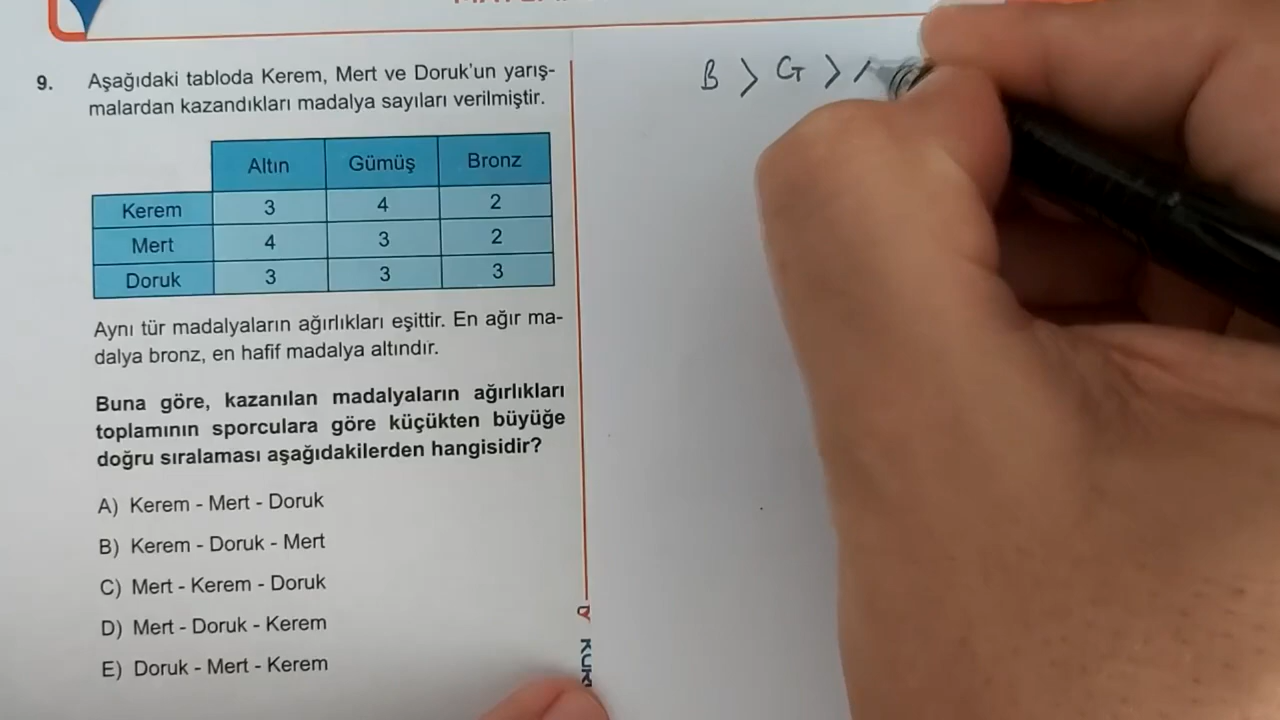 9. Aşağıdaki tabloda Kerem, Mert ve Doruk'un yarış-
malardan kazandıkları madalya sayıları verilmiştir.
Altın Gümüş Bronz
Kerem 3 4 2
Mert 4 3 2
Doruk 3 3 3
Aynı tür madalyaların ağırlıkları eşittir. En ağır ma-
dalya bronz, en hafif madalya altındır.
Buna göre, kazanılan madalyaların ağırlıkları
toplamının sporculara göre küçükten büyüğe
doğru sıralaması aşağıdakilerden hangisidir?
A) Kerem - Mert - Doruk
B) Kerem - Doruk - Mert
C) Mert - Kerem - Doruk
D) Mert - Doruk - Kerem
E) Doruk - Mert - Kerem
B > G >